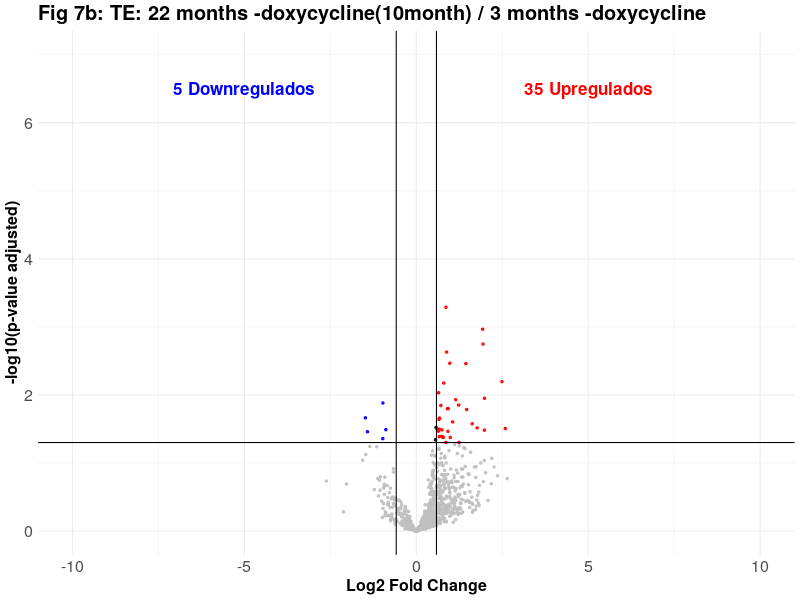 Fig 7b: TE: 22 months -doxycycline(10month) / 3 months -doxycycline
5 Downregulados
35 Upregulados
6
4
2
0
-log10(p-value adjusted)
-10
-5
0
5
10
Log2 Fold Change